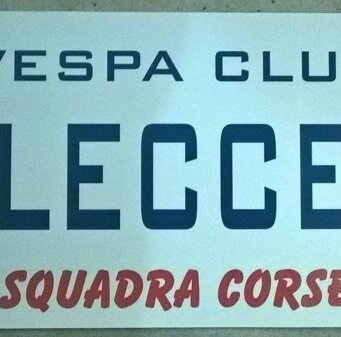 VESPA CLU
LECCE
SQUADRA CORSE